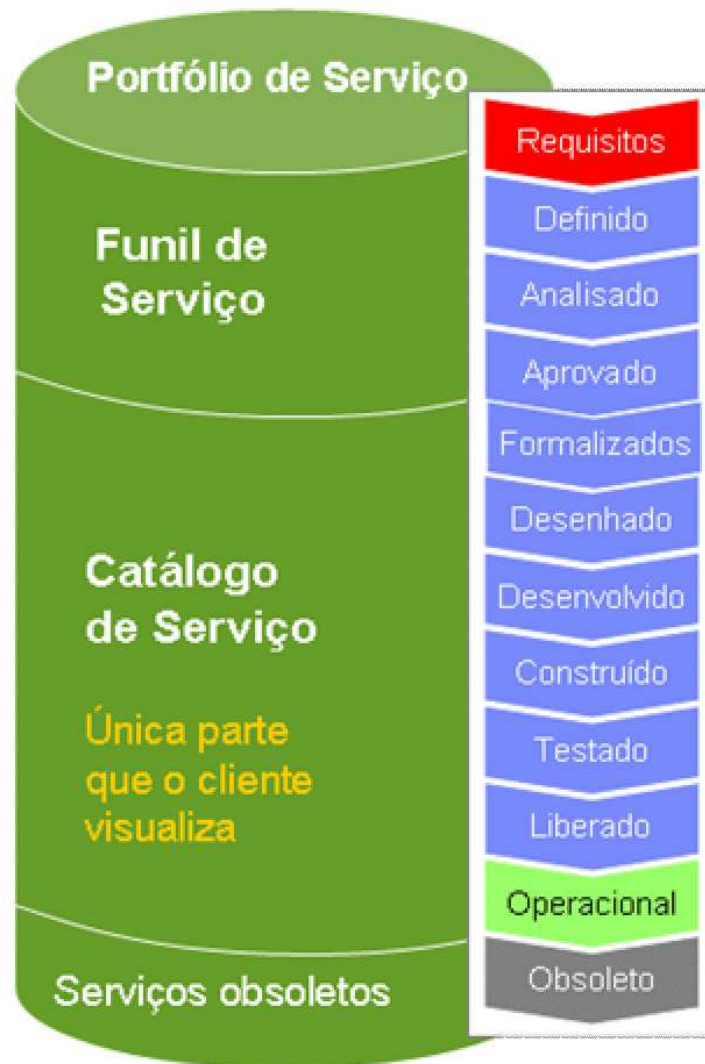 Portfólio de Serviço
Funil de
Serviço
Catálogo
de Serviço
Única parte
que o cliente
visualiza
Serviços obsoletos
Requisitos
Definido
Analisado
Aprovado
Formalizados
Desenhado
Desenvolvido
Construído
Testado
Liberado
Operacional
Obsoleto